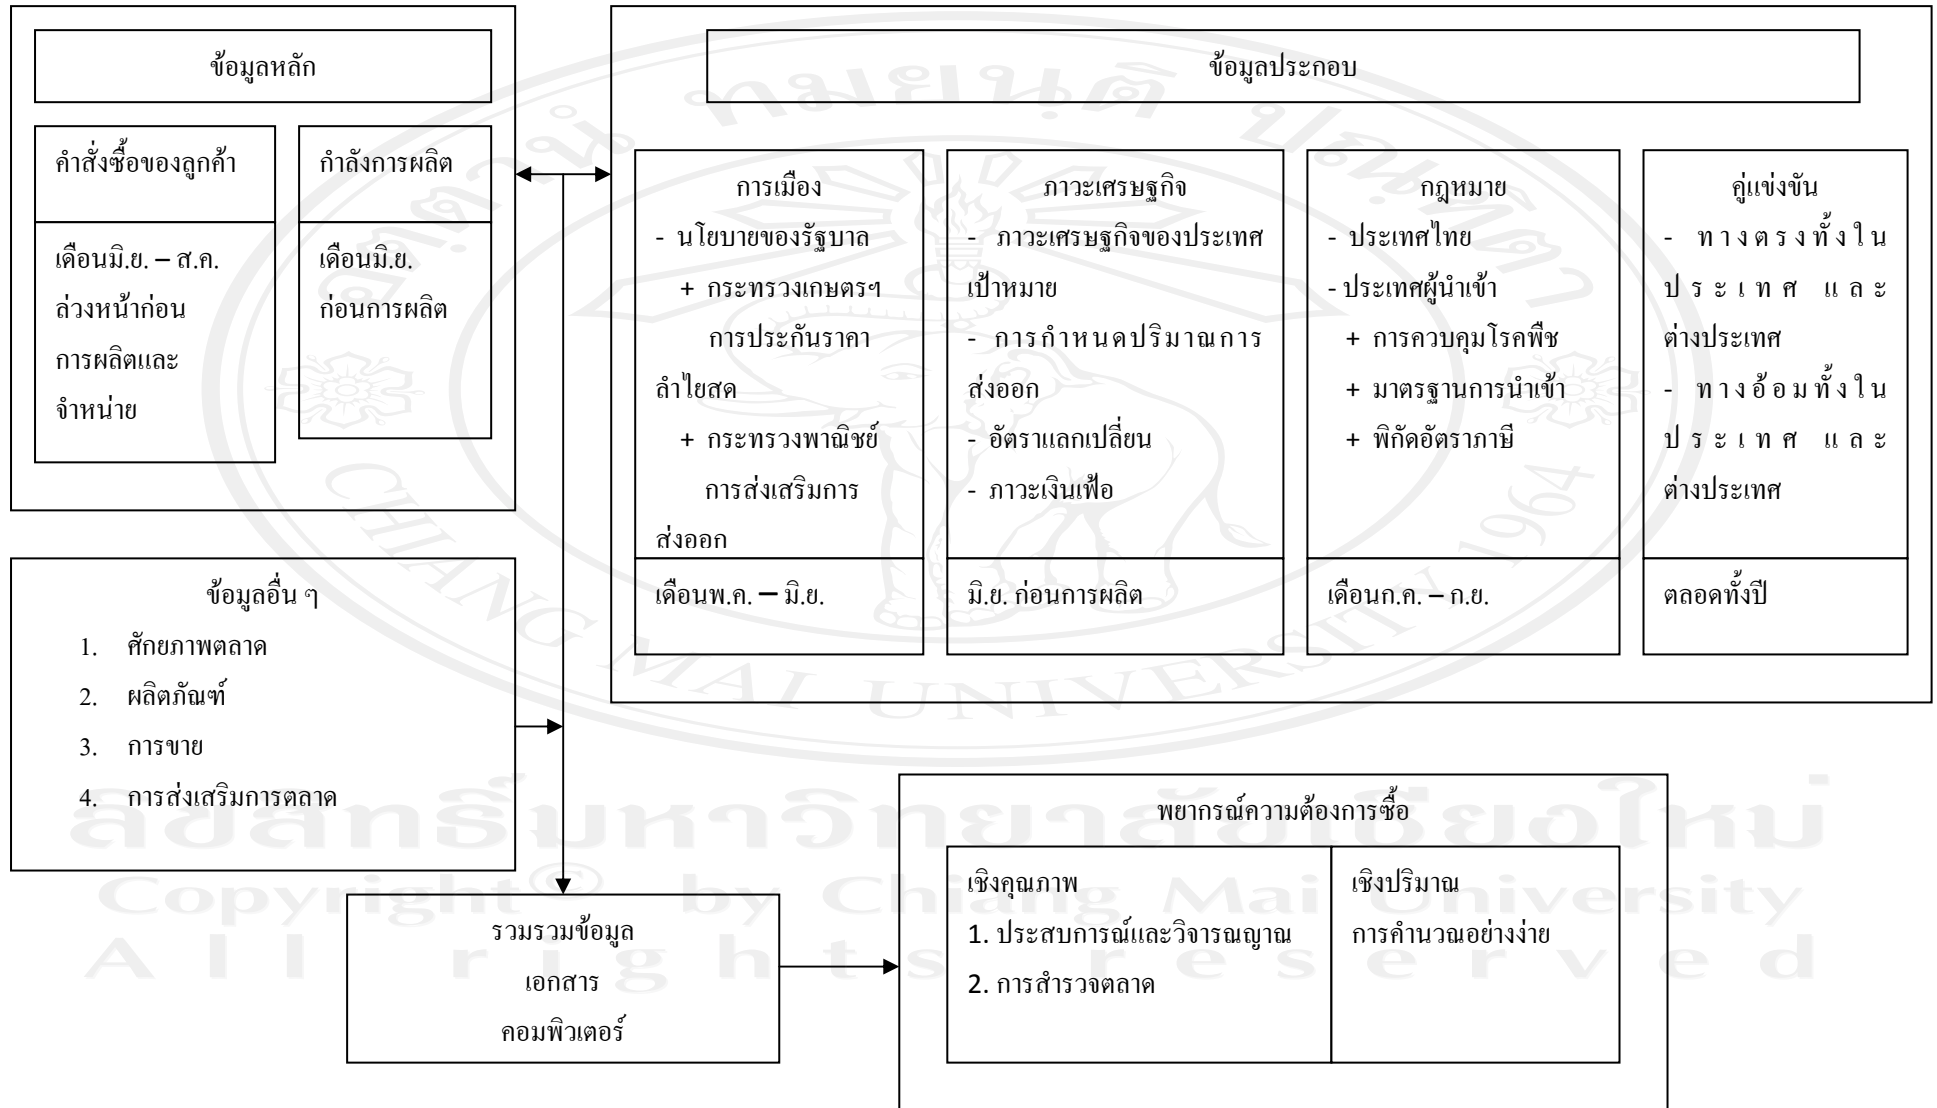 ข้อมูลหลัก
คำสั่งซื้อของลูกค้า
เดือนมิ.ย. – ส.ค.
ล่วงหน้าก่อน
การผลิตและ
จำหน่าย
กำลังการผลิต
เดือนมิ.ย.
ก่อนการผลิต
ข้อมูลประกอบ
การเมือง
- นโยบายของรัฐบาล
+ กระทรวงเกษตรฯ
การประกันราคา
ลำไยสด
+ กระทรวงพาณิชย์
การส่งเสริมการ
ส่งออก
เดือนพ.ค. – มิ.ย.
ภาวะเศรษฐกิจ
- ภาวะเศรษฐกิจของประเทศ
เป้าหมาย
- การกำหนดปริมาณการ
ส่งออก
- อัตราแลกเปลี่ยน
- ภาวะเงินเฟ้อ
มิ.ย. ก่อนการผลิต
กฎหมาย
- ประเทศไทย
- ประเทศผู้นำเข้า
+ การควบคุมโรคพืช
+ มาตรฐานการนำเข้า
+ พิกัดอัตราภาษี
เดือนก.ค. – ก.ย.
คู่แข่งขัน
- ทางตรงทั้งใน
ประเทศ และ
ต่างประเทศ
- ทางอ้อมทั้งใน
ประเทศ และ
ต่างประเทศ
ตลอดทั้งปี
ข้อมูลอื่น ๆ
1. ศักยภาพตลาด
2. ผลิตภัณฑ์
3. การขาย
4. การส่งเสริมการตลาด
รวมรวมข้อมูล
เอกสาร
คอมพิวเตอร์
พยากรณ์ความต้องการซื้อ
เชิงคุณภาพ
1. ประสบการณ์และวิจารณญาณ
2. การสำรวจตลาด
เชิงปริมาณ
การคำนวณอย่างง่าย
CHIANG MAI UNIVERSITY 1964
ลิขสิทธิ์มหาวิทยาลัยเชียงใหม่
Copyright© by Chiang Mai University
All rights reserved